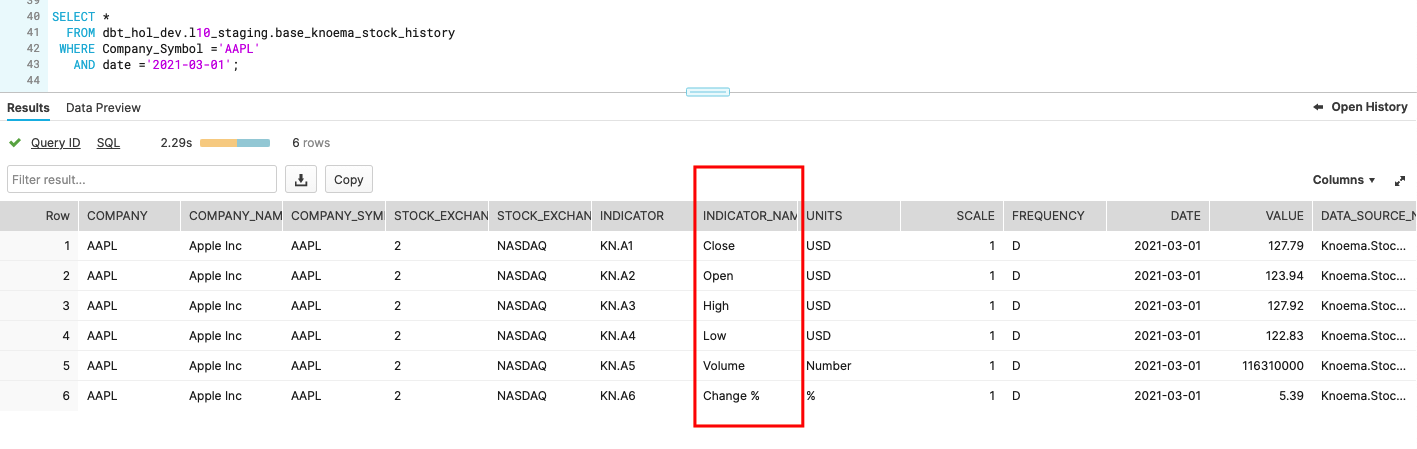 39
40 SELECT *
41 FROM dbt_hol_dev.l10_staging.base_knoema_stock_history
42 WHERE Company_Symbol ='AAPL'
43 AND date ='2021-03-01';
44
Results Data Preview Open History
Query ID SQL 2.29s 6 rows
Filter result... Copy Columns
Row COMPANY COMPANY_NAM COMPANY_SYM STOCK_EXCHAN STOCK_EXCHAN INDICATOR INDICATOR_NAM UNITS SCALE FREQUENCY DATE VALUE DATA_SOURCE_N
1 AAPL Apple Inc AAPL 2 NASDAQ KN.A1 Close USD 1 D 2021-03-01 127.79 Knoema.Stoc...
2 AAPL Apple Inc AAPL 2 NASDAQ KN.A2 Open USD 1 D 2021-03-01 123.94 Knoema.Stoc...
3 AAPL Apple Inc AAPL 2 NASDAQ KN.A3 High USD 1 D 2021-03-01 127.92 Knoema.Stoc...
4 AAPL Apple Inc AAPL 2 NASDAQ KN.A4 Low USD 1 D 2021-03-01 122.83 Knoema.Stoc...
5 AAPL Apple Inc AAPL 2 NASDAQ KN.A5 Volume Number 1 D 2021-03-01 116310000 Knoema.Stoc...
6 AAPL Apple Inc AAPL 2 NASDAQ KN.A6 Change % % 1 D 2021-03-01 5.39 Knoema.Stoc...